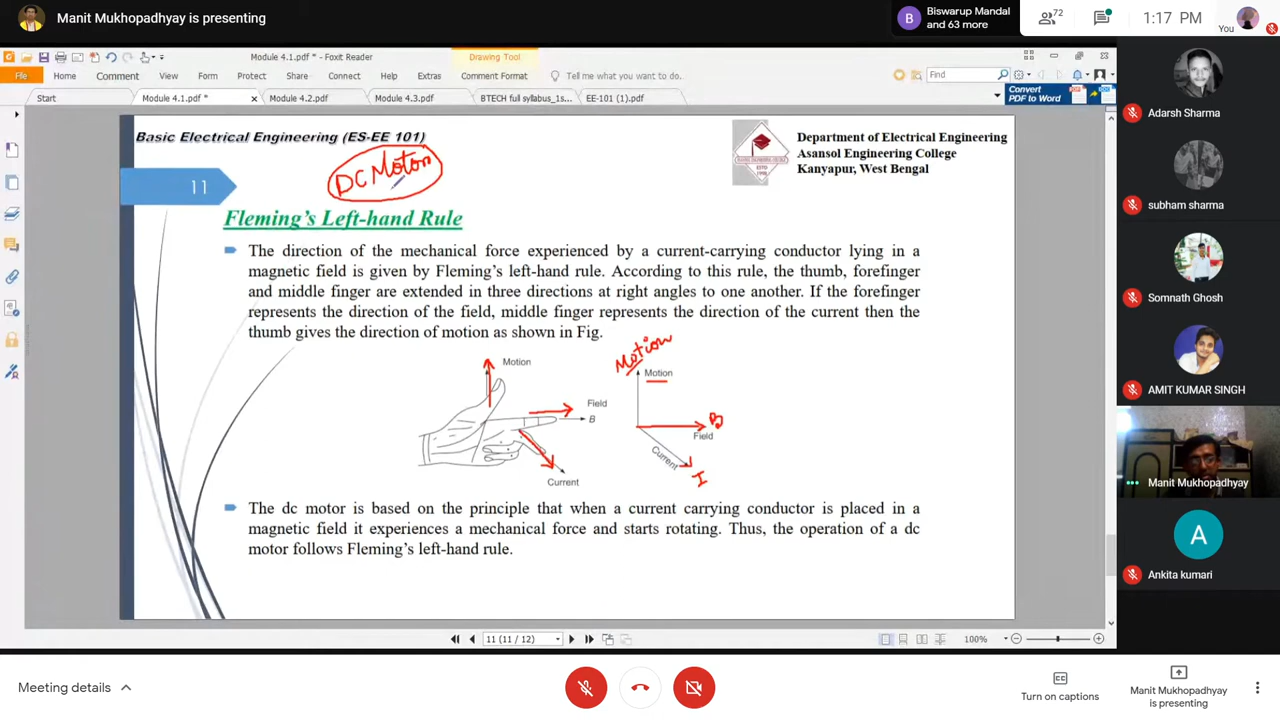 Manit Mukhopadhyay is presenting
B
Biswarup Mandal
and 63 more
72
1:17 PM
You
Module 4.1.pdf * - Foxit Reader
Drawing Tool
File
Home
Comment
View
Form
Protect
Share
Connect
Help
Extras
Comment Format
Tell me what you want to do.
Find
Start
Module 4.1.pdf *
Module 4.2.pdf
Module 4.3.pdf
BTECH full syllabus_1s...
EE-101 (1).pdf
Convert
PDF to Word
Basic Electrical Engineering (ES-EE 101)
Department of Electrical Engineering
Asansol Engineering College
Kanyapur, West Bengal
DC Motor
11
Fleming's Left-hand Rule
The direction of the mechanical force experienced by a current-carrying conductor lying in a
magnetic field is given by Fleming's left-hand rule. According to this rule, the thumb, forefinger
and middle finger are extended in three directions at right angles to one another. If the forefinger
represents the direction of the field, middle finger represents the direction of the current then the
thumb gives the direction of motion as shown in Fig.
Motion
Motion
Motion
Field
B
B
Field
Current
I
Current
The dc motor is based on the principle that when a current carrying conductor is placed in a
magnetic field it experiences a mechanical force and starts rotating. Thus, the operation of a dc
motor follows Fleming's left-hand rule.
11 (11 / 12)
100%
Adarsh Sharma
subham sharma
Somnath Ghosh
AMIT KUMAR SINGH
Manit Mukhopadhyay
A
Ankita kumari
Meeting details
Turn on captions
Manit Mukhopadhyay
is presenting